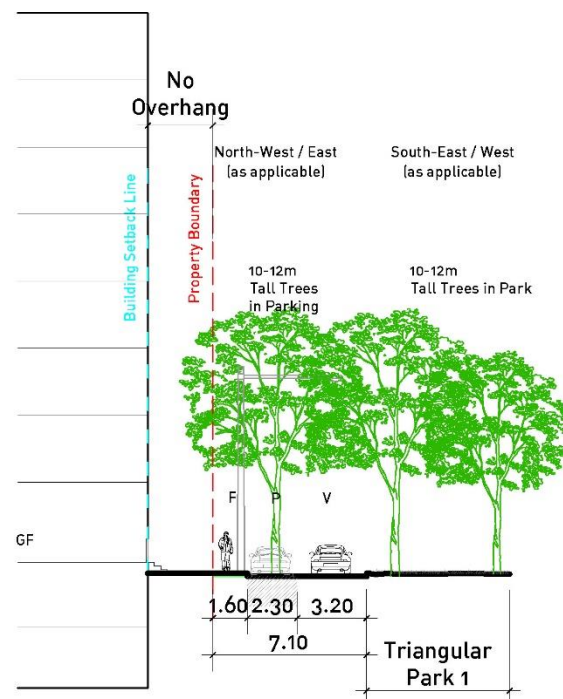 No
Overhang
Building Setback Line
Property Boundary
North-West / East
(as applicable)
South-East / West
(as applicable)
10-12m
Tall Trees
in Parking
10-12m
Tall Trees in Park
F P V
GF
1.60 2.30 3.20
7.10
Triangular
Park 1